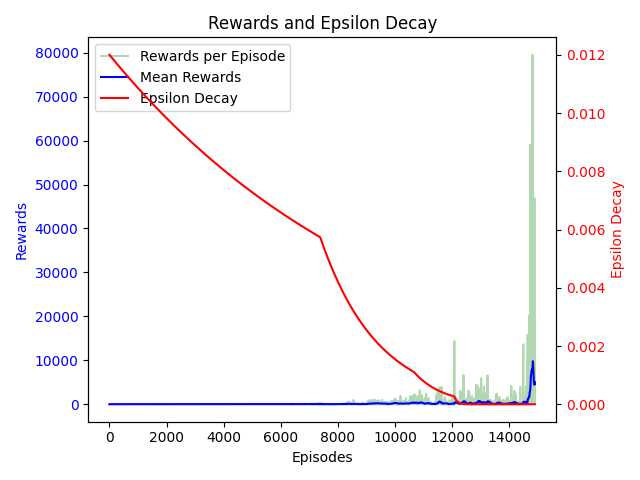 Rewards and Epsilon Decay
Rewards per Episode
Mean Rewards
Epsilon Decay
Rewards
80000
70000
60000
50000
40000
30000
20000
10000
0
0.012
0.010
0.008
0.006
0.004
0.002
0.000
Epsilon Decay
0 2000 4000 6000 8000 10000 12000 14000
Episodes